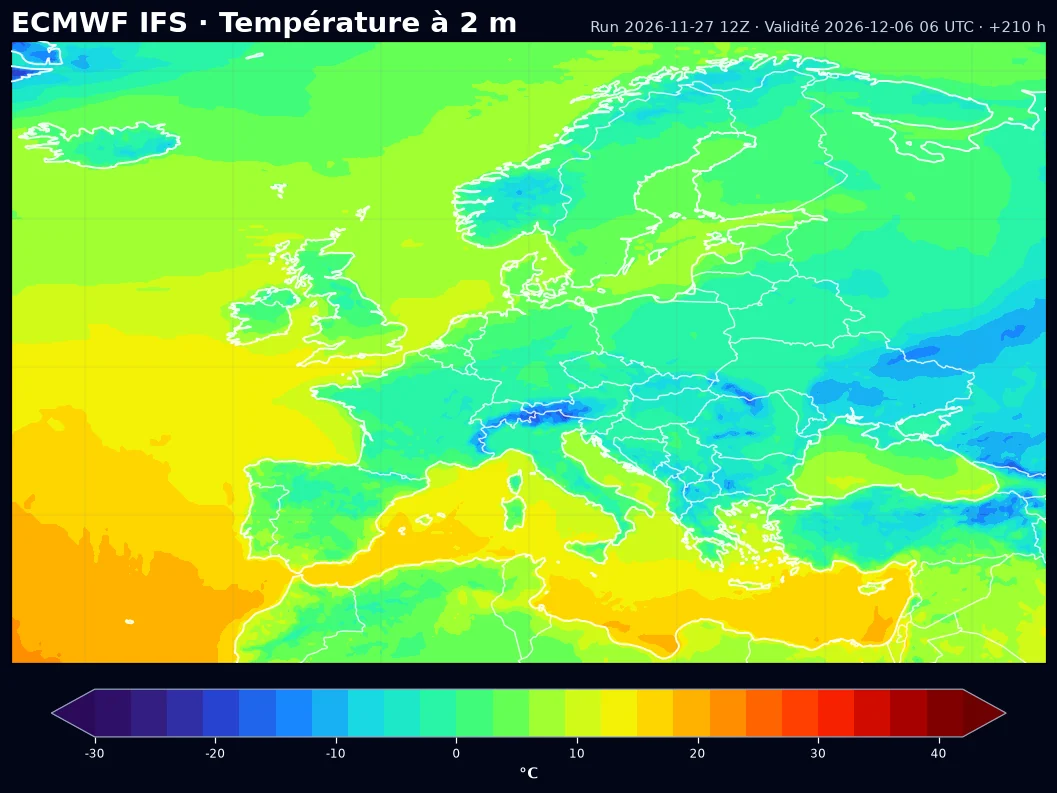 ECMWF IFS · Température à 2 m
Run 2026-11-27 12Z · Validité 2026-12-06 06 UTC · +210 h
-30 -20 -10 0 10 20 30 40
°C